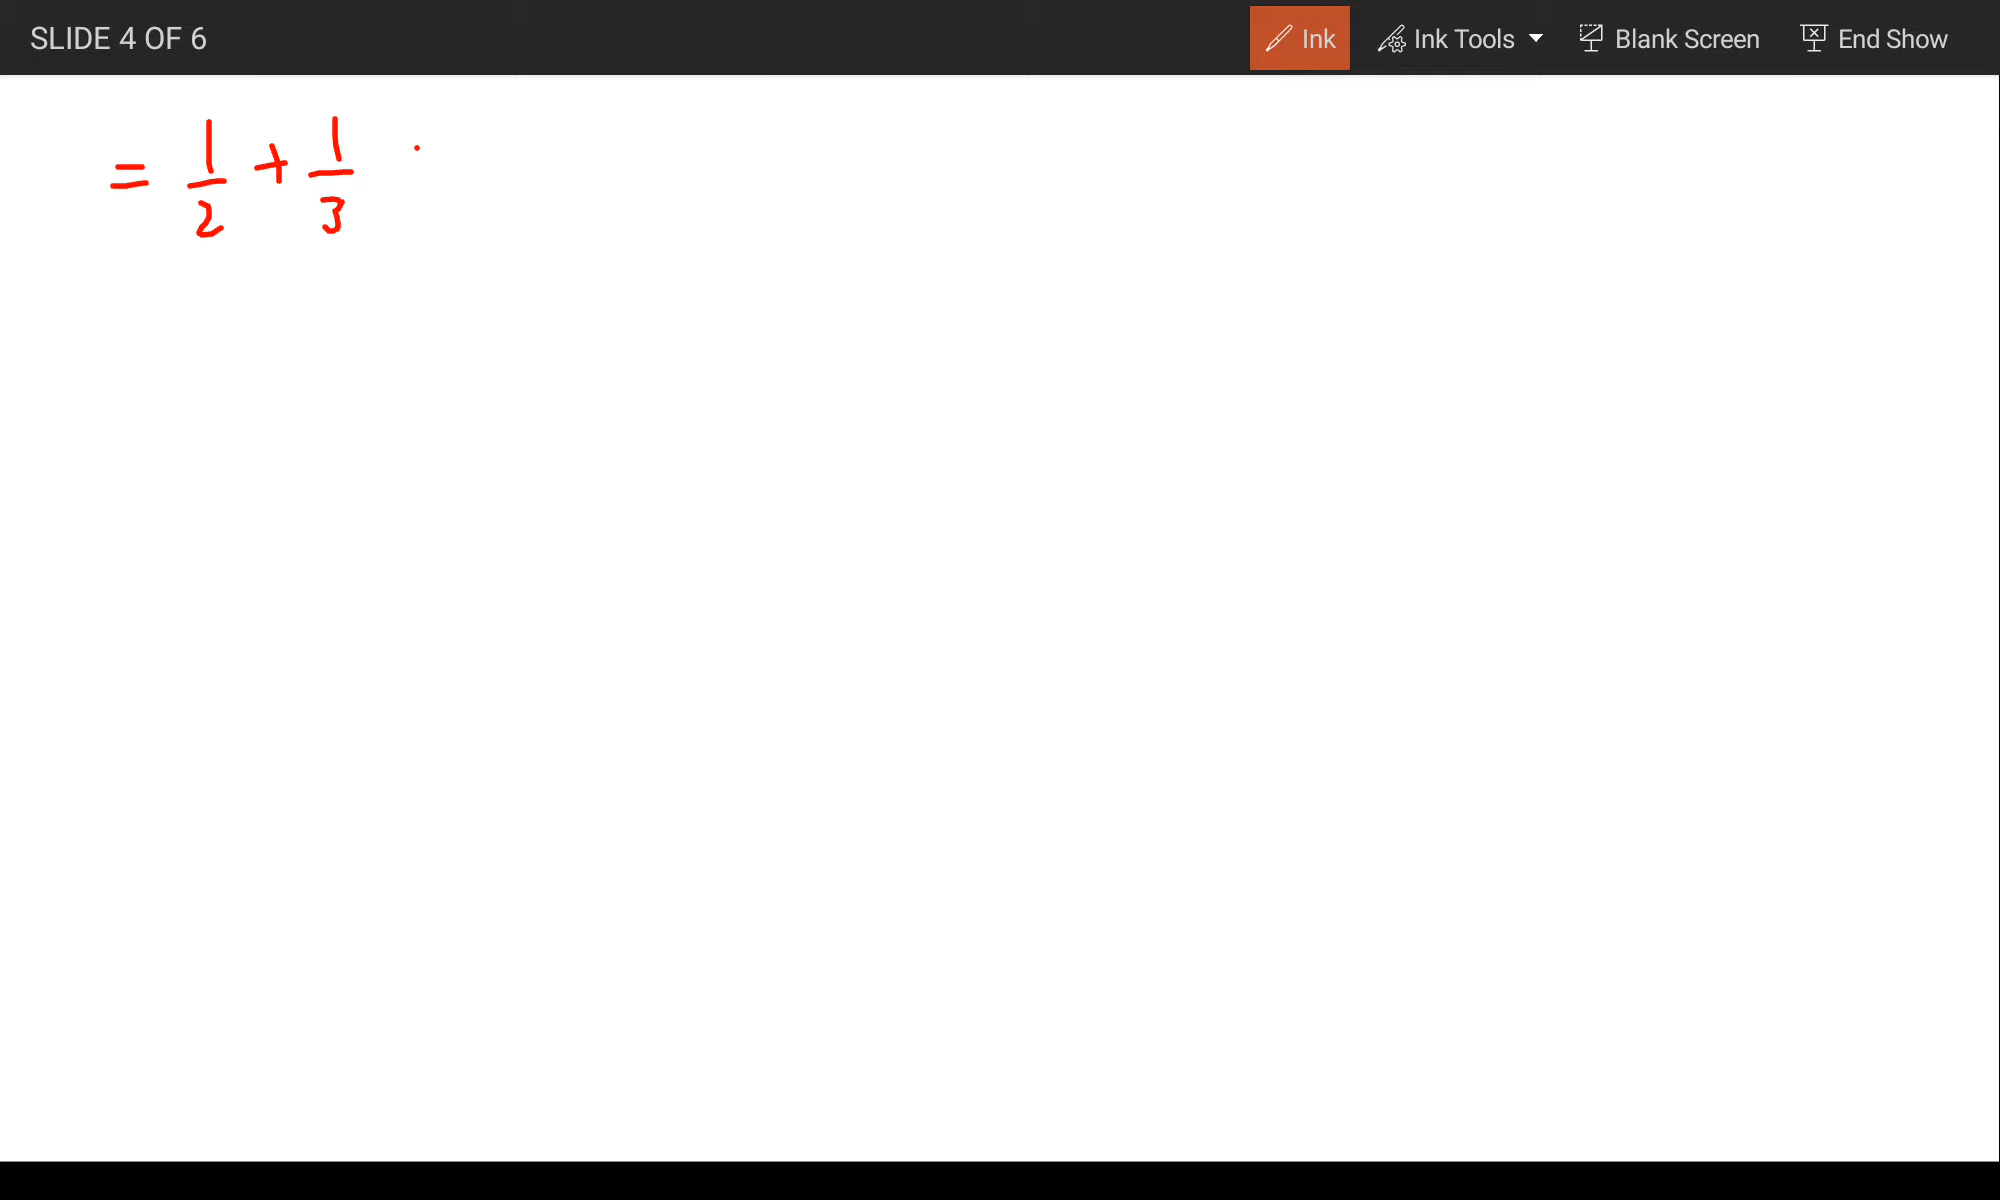 SLIDE 4 OF 6 Ink Ink Tools Blank Screen End Show
= 1/2 + 1/3